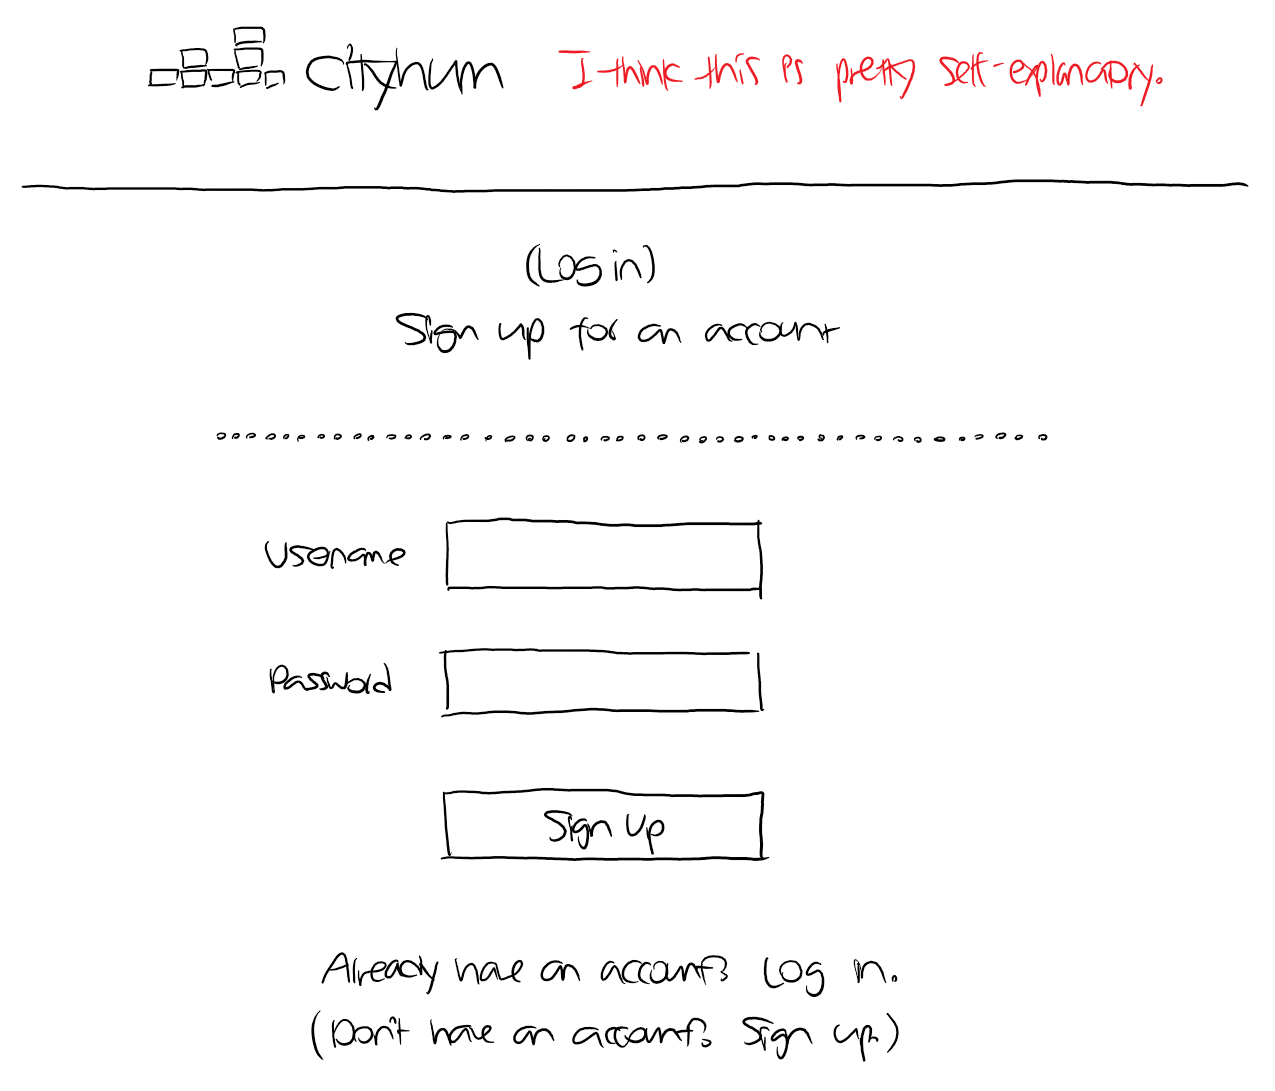 Cityhum I think this is pretty self-explanatory.
(Log in)
Sign up for an account
Username
Password
Sign Up
Already have an account? Log in.
(Don't have an account? Sign up.)